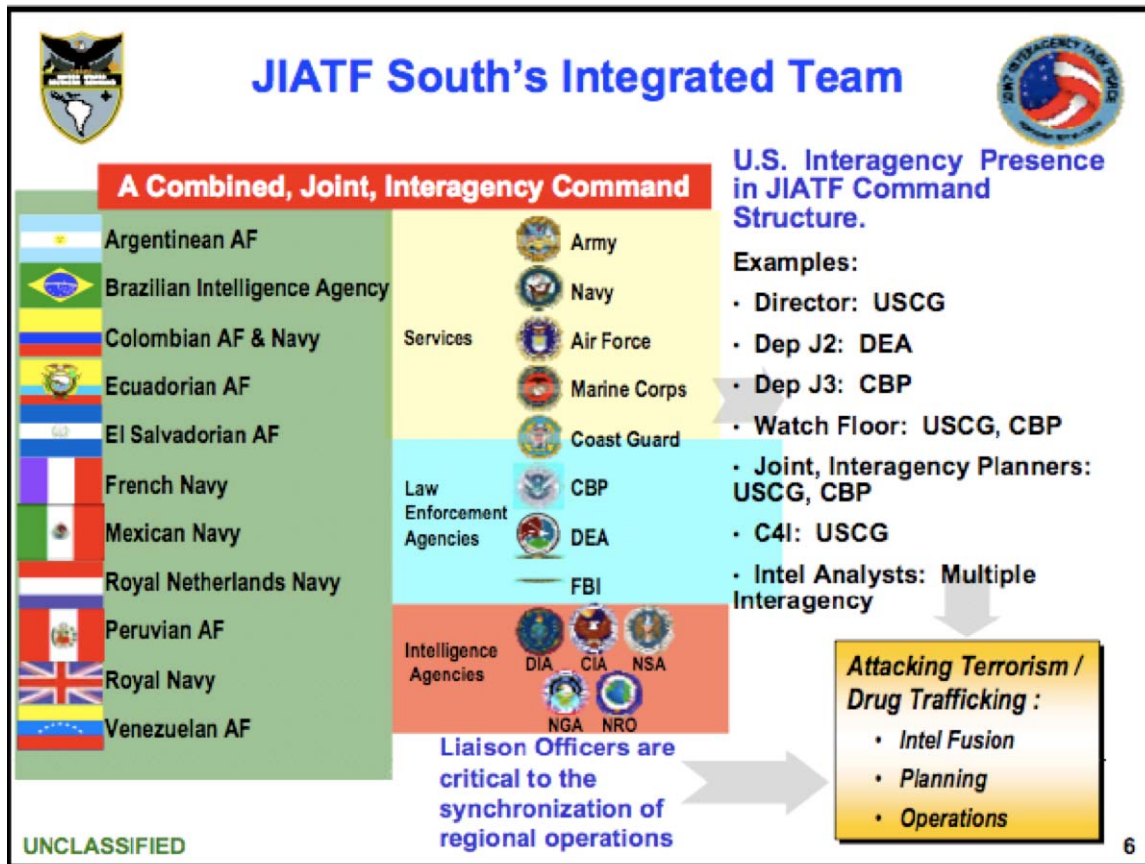 JIATF South's Integrated Team
JOINT INTERAGENCY TASK FORCE
A Combined, Joint, Interagency Command
Argentinean AF
Brazilian Intelligence Agency
Colombian AF & Navy
Ecuadorian AF
El Salvadorian AF
French Navy
Mexican Navy
Royal Netherlands Navy
Peruvian AF
Royal Navy
Venezuelan AF
Services
Army
Navy
Air Force
Marine Corps
Coast Guard
Law
Enforcement
Agencies
CBP
DEA
FBI
Intelligence
Agencies
DIA CIA NSA
NGA NRO
Liaison Officers are
critical to the
synchronization of
regional operations
U.S. Interagency Presence
in JIATF Command
Structure.
Examples:
· Director: USCG
· Dep J2: DEA
· Dep J3: CBP
· Watch Floor: USCG, CBP
· Joint, Interagency Planners:
USCG, CBP
· C4I: USCG
· Intel Analysts: Multiple
Interagency
Attacking Terrorism /
Drug Trafficking :
• Intel Fusion
• Planning
• Operations
UNCLASSIFIED
6